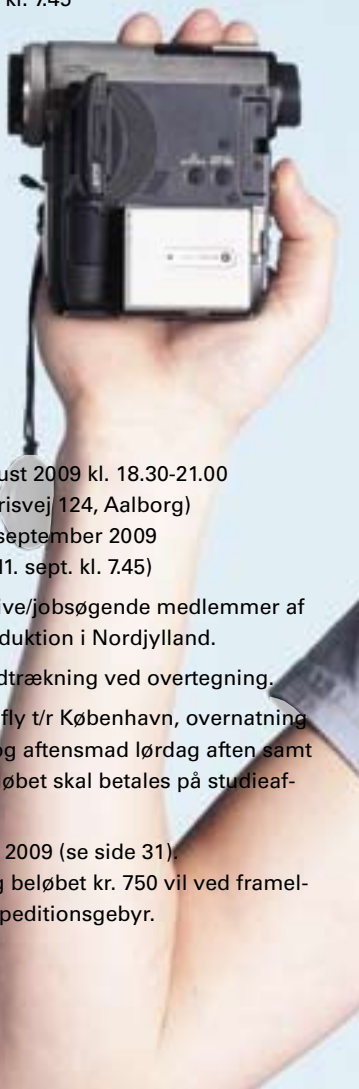 kl. 7.45
ust 2009 kl. 18.30-21.00
risvej 124, Aalborg)
september 2009
11. sept. kl. 7.45)
ive/jobsøgende medlemmer af
duktion i Nordjylland.
dtrækning ved overtegning.
fly t/r København, overnatning
og aftensmad lørdag aften samt
løbet skal betales på studieaf-
2009 (se side 31).
g beløbet kr. 750 vil ved framel-
peditionsgebyr.